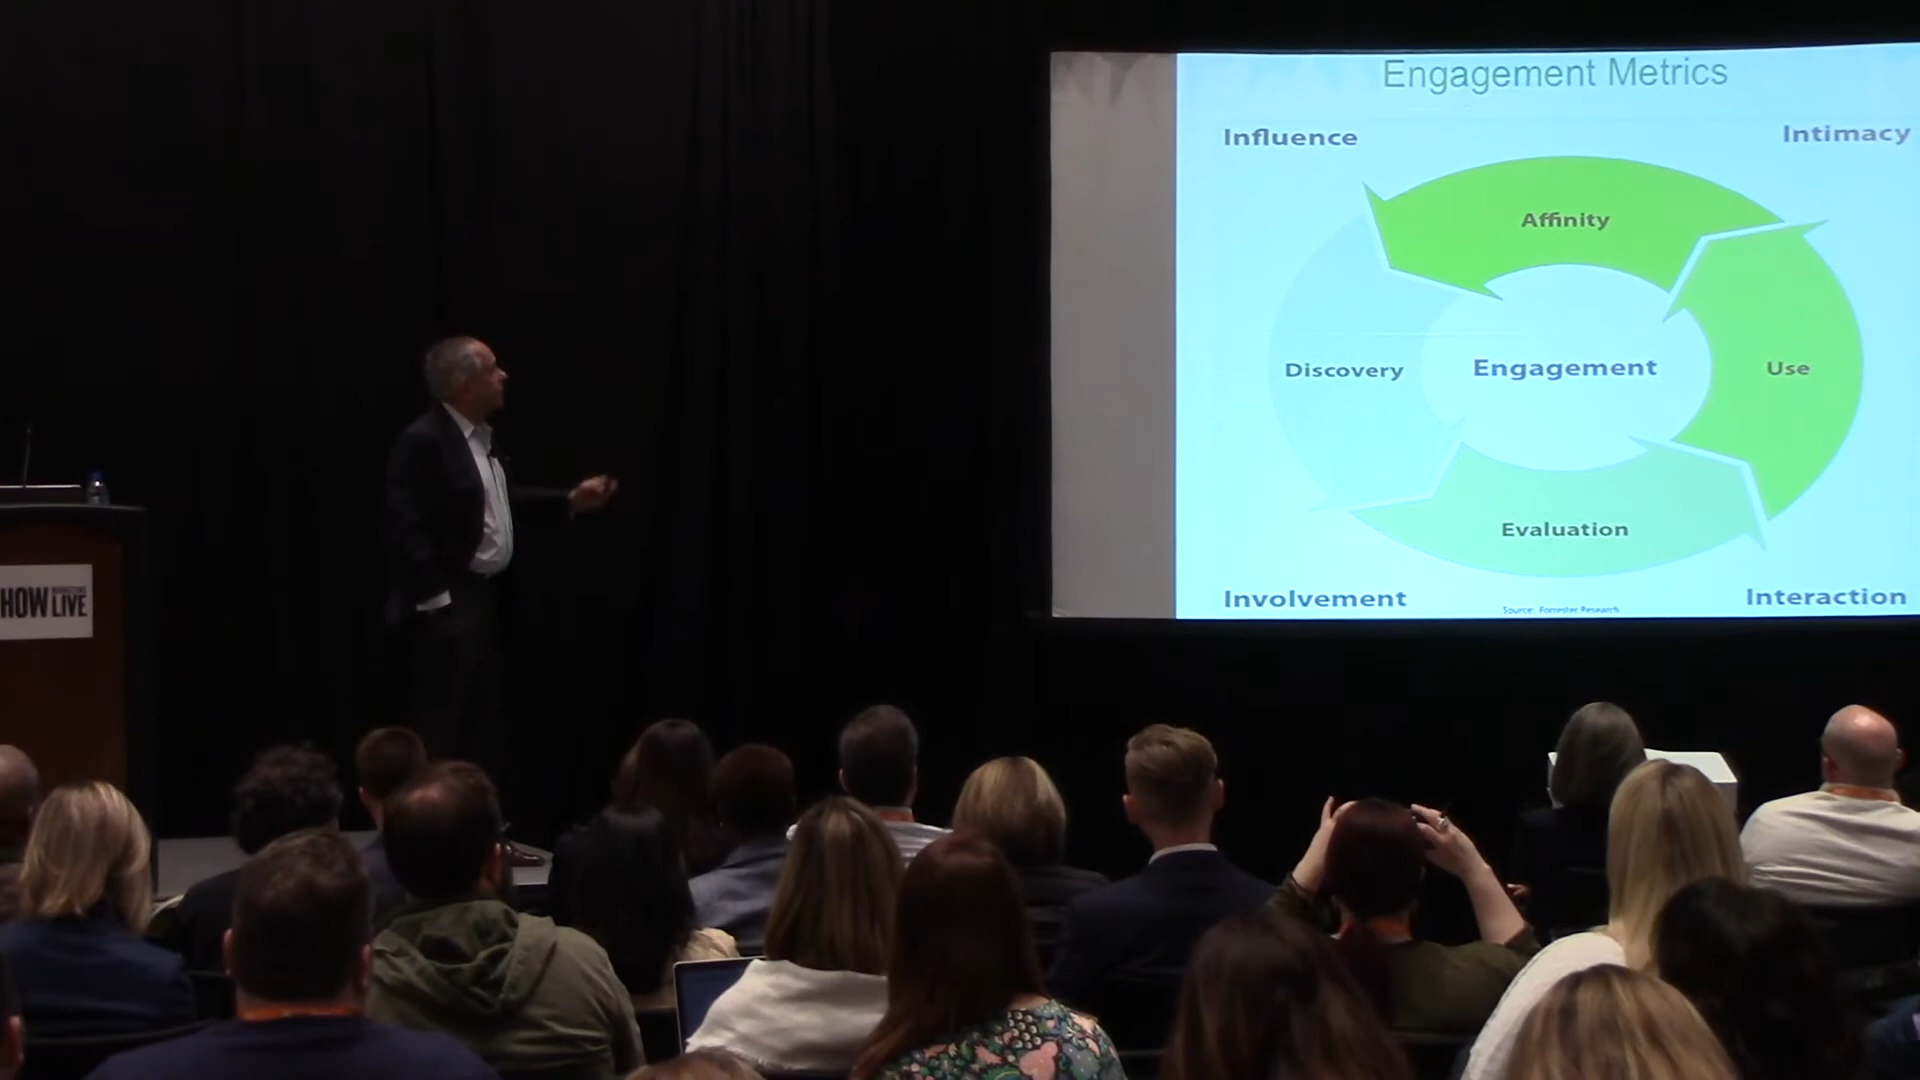 Engagement Metrics
Influence
Intimacy
Affinity
Discovery
Engagement
Use
Evaluation
Involvement
Interaction
Source: Forrester Research
HOW
LIVE